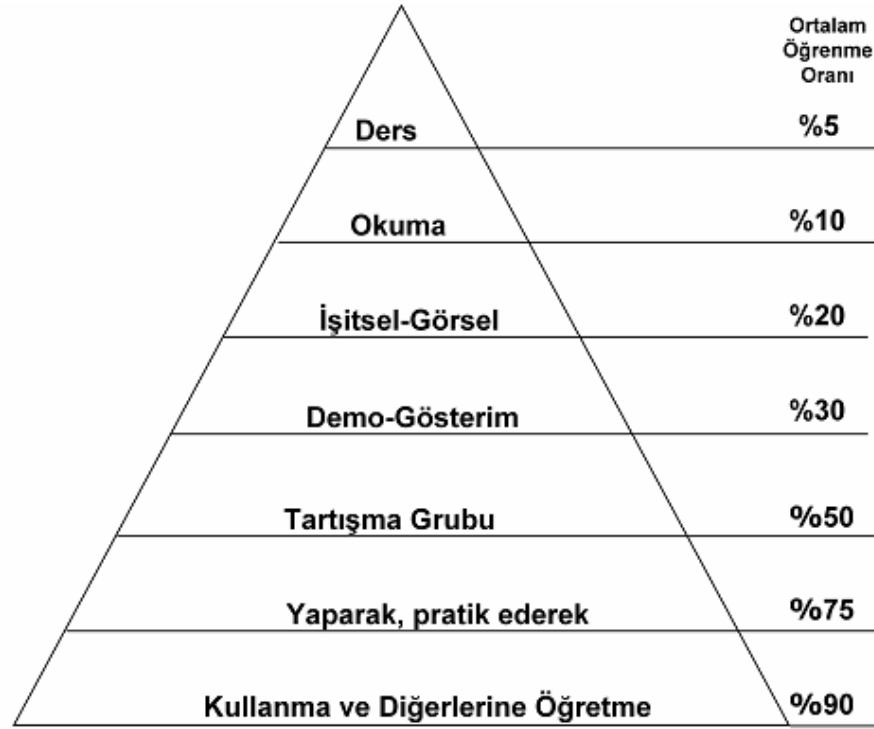 Ortalam
Öğrenme
Oranı
Ders %5
Okuma %10
İşitsel-Görsel %20
Demo-Gösterim %30
Tartışma Grubu %50
Yaparak, pratik ederek %75
Kullanma ve Diğerlerine Öğretme %90